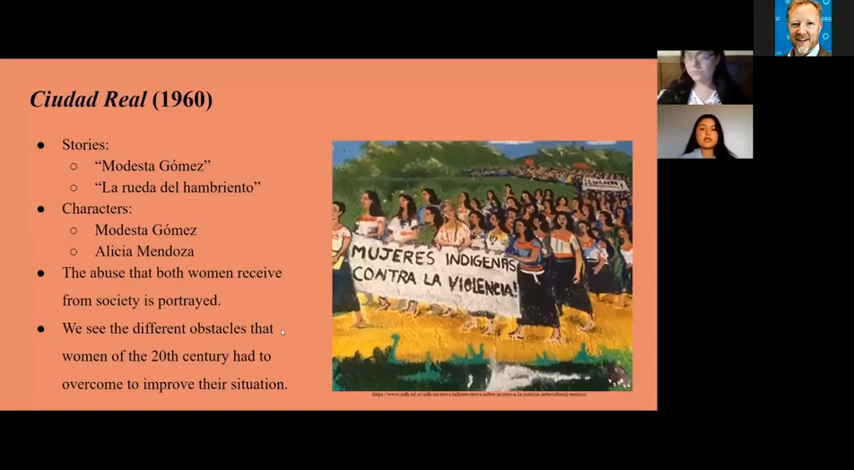 Ciudad Real (1960)
● Stories:
○ “Modesta Gómez”
○ “La rueda del hambriento”
● Characters:
○ Modesta Gómez
○ Alicia Mendoza
● The abuse that both women receive
from society is portrayed.
● We see the different obstacles that
women of the 20th century had to
overcome to improve their situation.
MUJERES INDIGENAS
CONTRA LA VIOLENCIA!